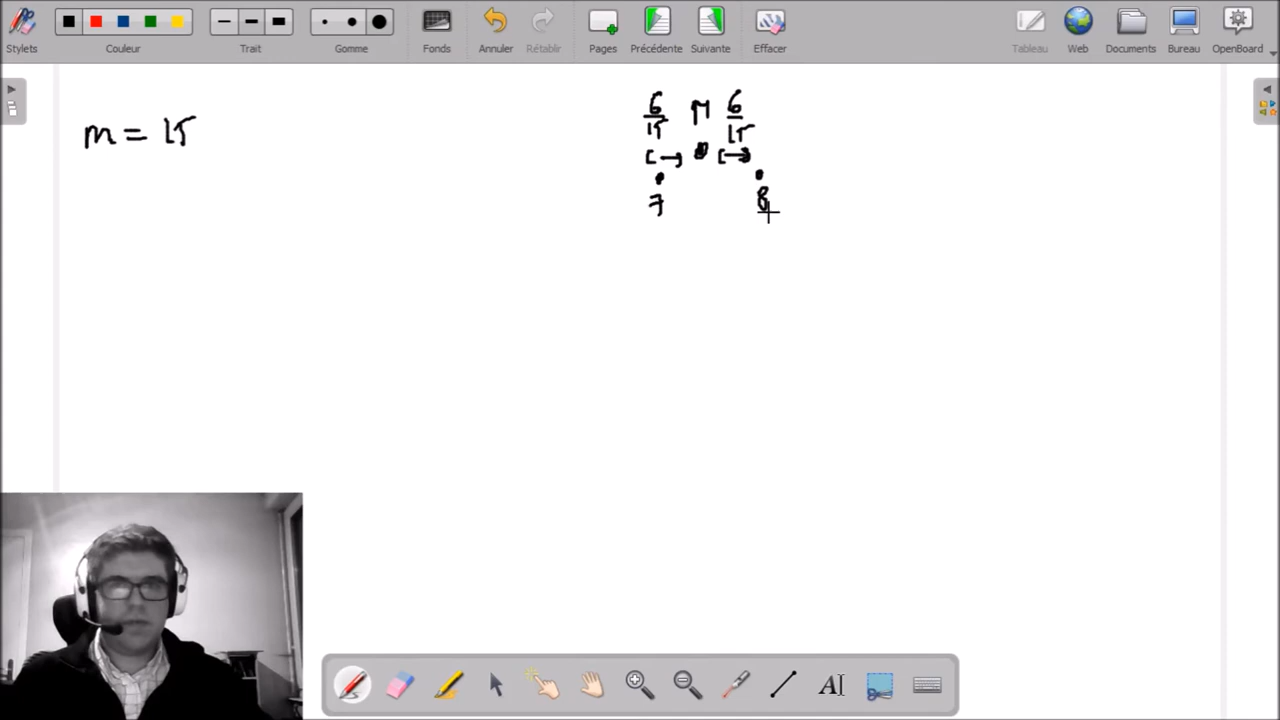 Stylets Couleur Trait Gomme Fonds Annuler Rétablir Pages Précédente Suivante Effacer Tableau Web Documents Bureau OpenBoard
m = 15
6 M 6
15 15
7 8
AI